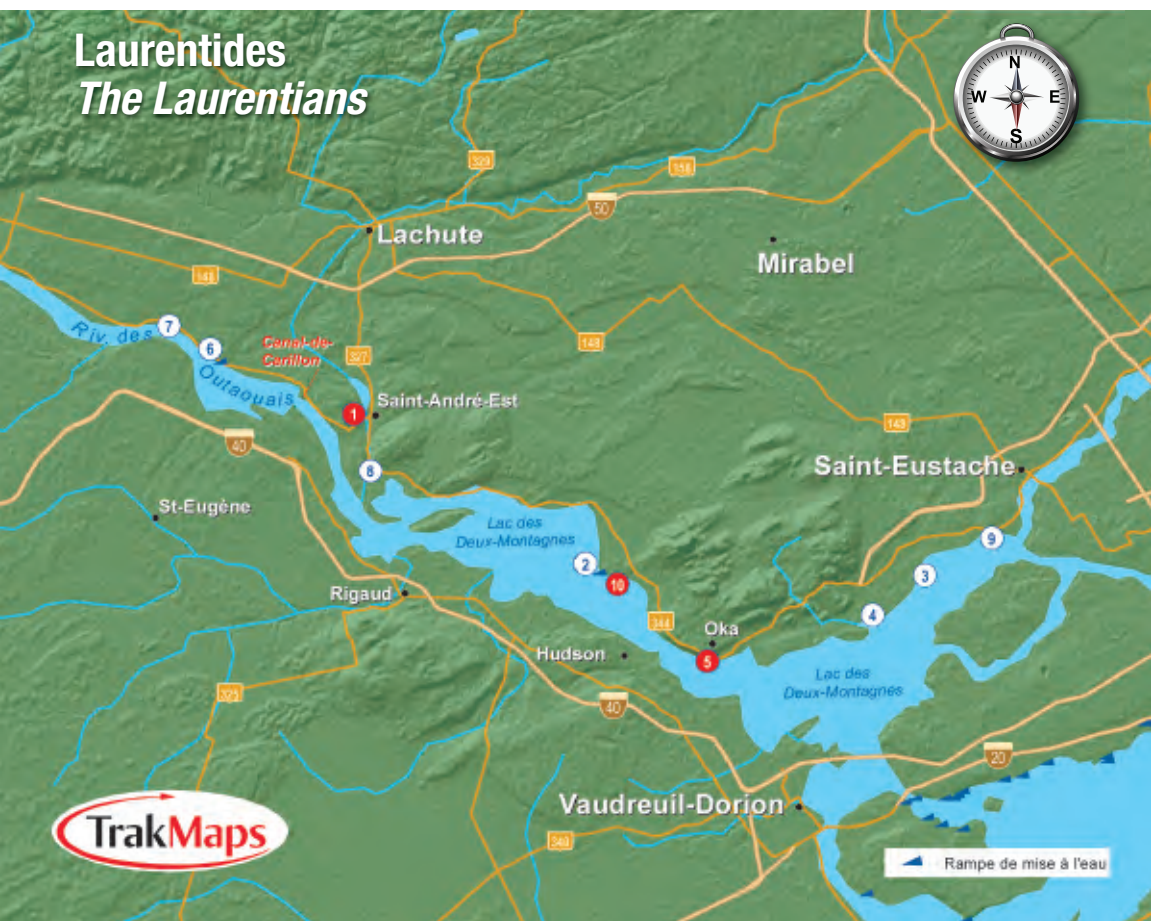 Laurentides
The Laurentians
N
W E
S
329
158
50
Lachute
Mirabel
148
7
Riv. des
6
Canal-de-
Carillon
327
148
Outaouais
1
Saint-André-Est
148
40
8
Saint-Eustache
St-Eugène
Lac des
Deux-Montagnes
9
2
10
3
Rigaud
4
344
Oka
Hudson
5
Lac des
Deux-Montagnes
325
40
20
TrakMaps
Vaudreuil-Dorion
340
Rampe de mise à l'eau